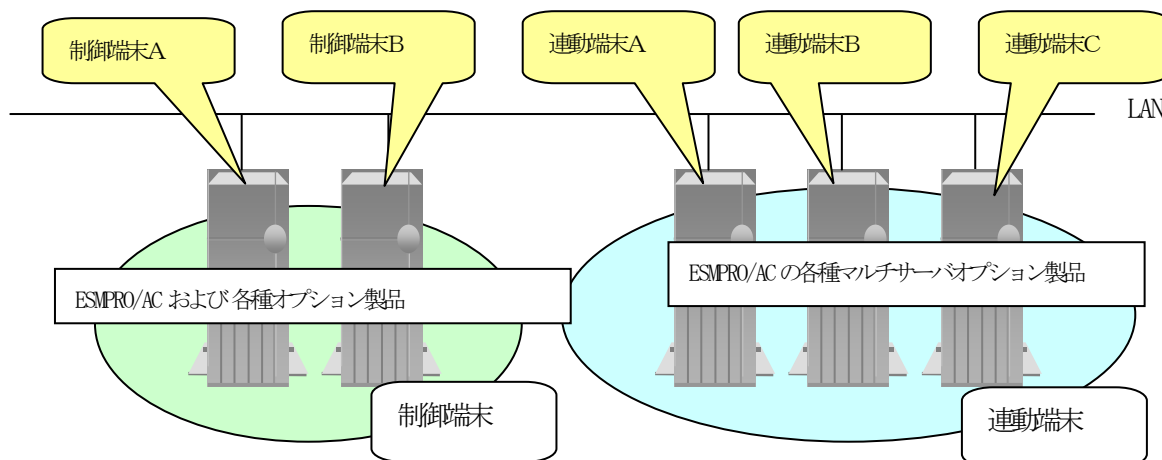 制御端末A
制御端末B
連動端末A
連動端末B
連動端末C
LAN
ESMPRO/AC および 各種オプション製品
ESMPRO/AC の各種マルチサーバオプション製品
制御端末
連動端末